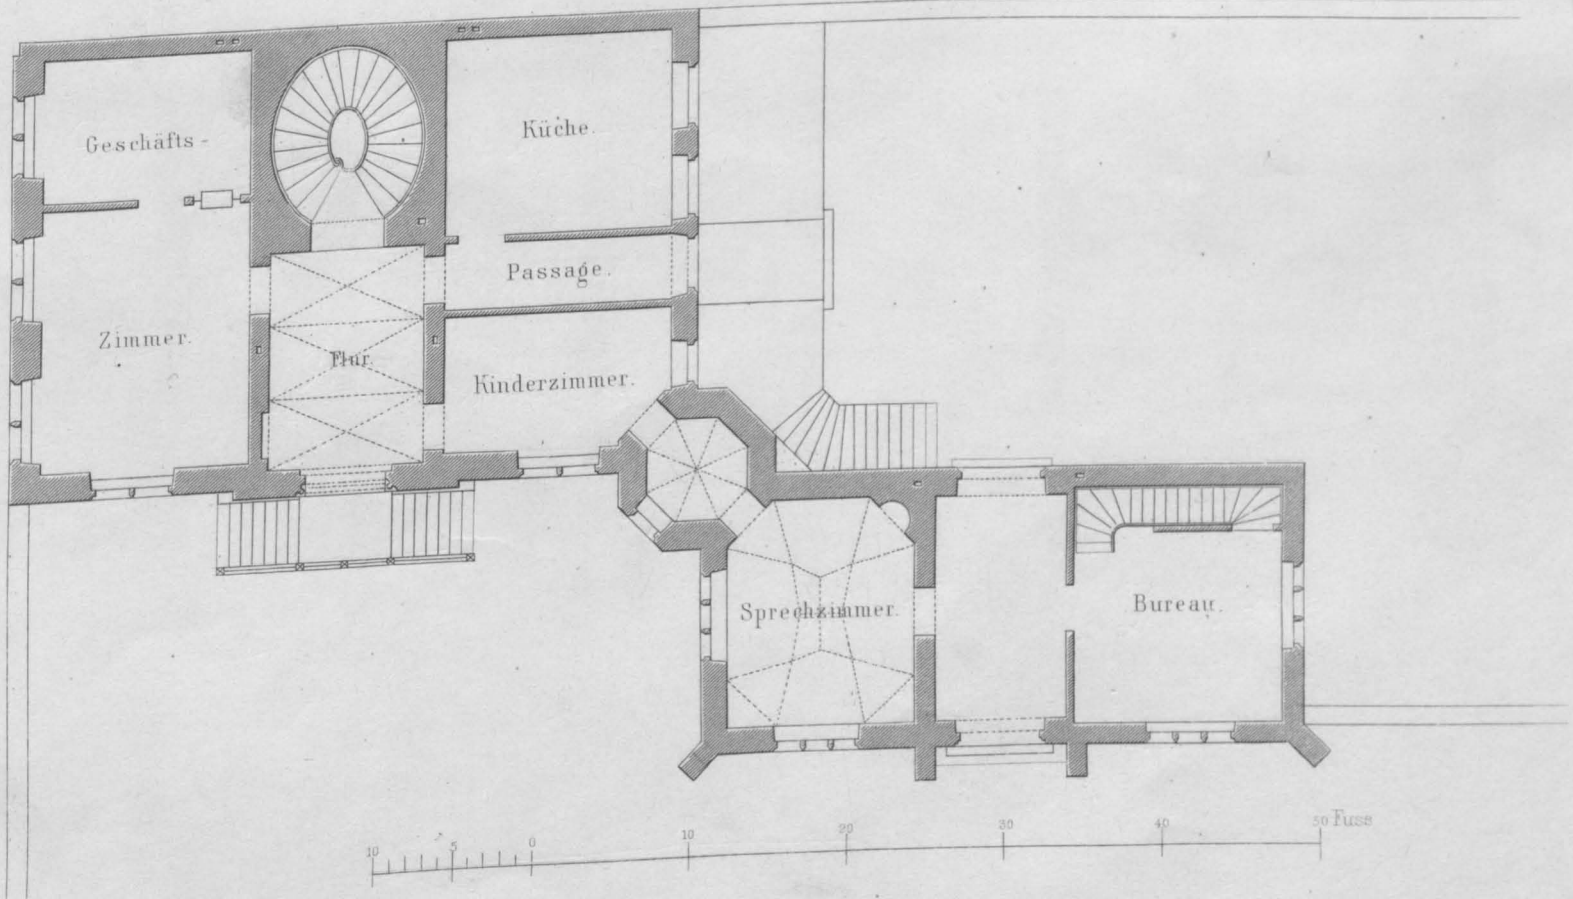 Geschäfts-
Küche.
Passage.
Zimmer.
Flur.
Kinderzimmer.
Sprechzimmer.
Bureau.
10 5 0 10 20 30 40 50 Fuss